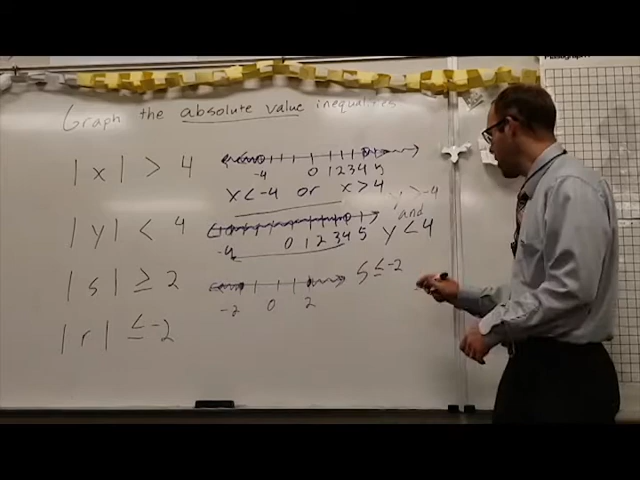 Graph the absolute value inequalities
|x| > 4
-4 0 1 2 3 4 5
x < -4 or x > 4
|y| < 4
-4 0 1 2 3 4 5
y > -4
and
y < 4
|s| ≥ 2
-2 0 2
s ≤ -2
|r| ≤ -2